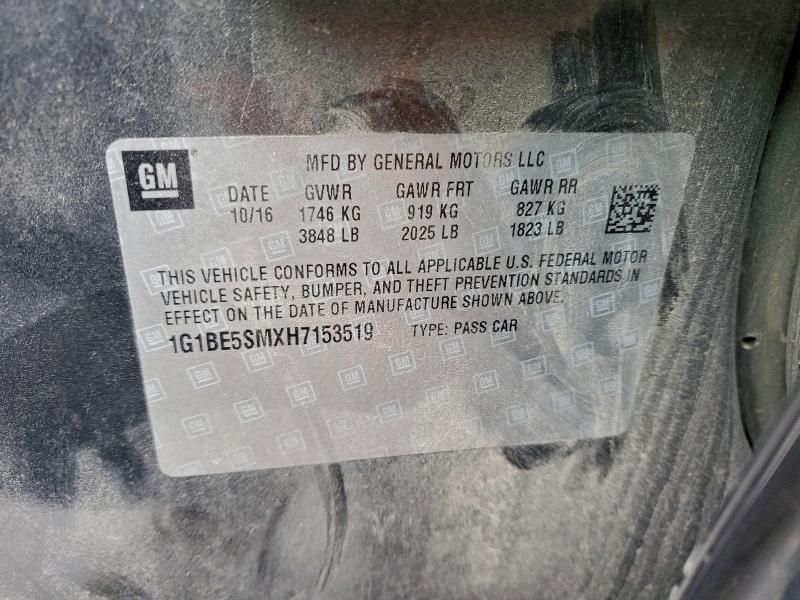 GM MFD BY GENERAL MOTORS LLC
DATE GVWR GAWR FRT GAWR RR
10/16 1746 KG 919 KG 827 KG
3848 LB 2025 LB 1823 LB
THIS VEHICLE CONFORMS TO ALL APPLICABLE U.S. FEDERAL MOTOR
VEHICLE SAFETY, BUMPER, AND THEFT PREVENTION STANDARDS IN
EFFECT ON THE DATE OF MANUFACTURE SHOWN ABOVE.
1G1BE5SMXH7153519 TYPE: PASS CAR